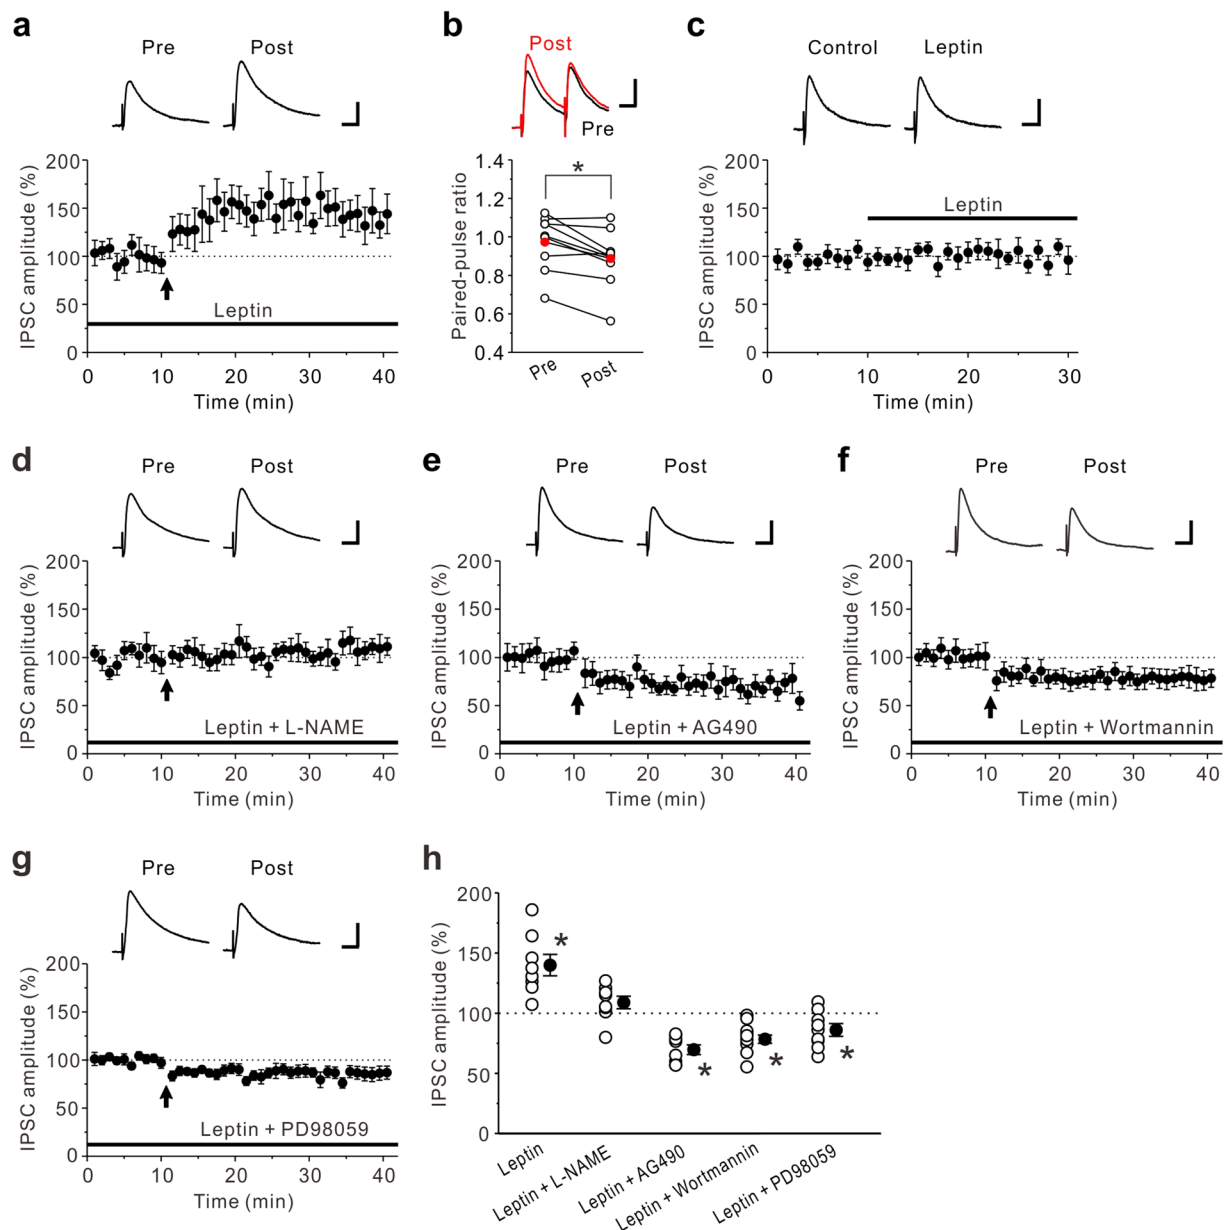 a
Pre
Post
200
150
100
50
0
IPSC amplitude (%)
Leptin
0
10
20
30
40
Time (min)
b
Post
Pre
1.4
1.2
1.0
0.8
0.6
0.4
Paired-pulse ratio
*
Pre
Post
c
Control
Leptin
200
150
100
50
0
IPSC amplitude (%)
Leptin
0
10
20
30
Time (min)
d
Pre
Post
200
150
100
50
0
IPSC amplitude (%)
Leptin + L-NAME
0
10
20
30
40
Time (min)
e
Pre
Post
200
150
100
50
0
IPSC amplitude (%)
Leptin + AG490
0
10
20
30
40
Time (min)
f
Pre
Post
200
150
100
50
0
IPSC amplitude (%)
Leptin + Wortmannin
0
10
20
30
40
Time (min)
g
Pre
Post
200
150
100
50
0
IPSC amplitude (%)
Leptin + PD98059
0
10
20
30
40
Time (min)
h
200
150
100
50
0
IPSC amplitude (%)
*
*
*
*
Leptin
Leptin + L-NAME
Leptin + AG490
Leptin + Wortmannin
Leptin + PD98059